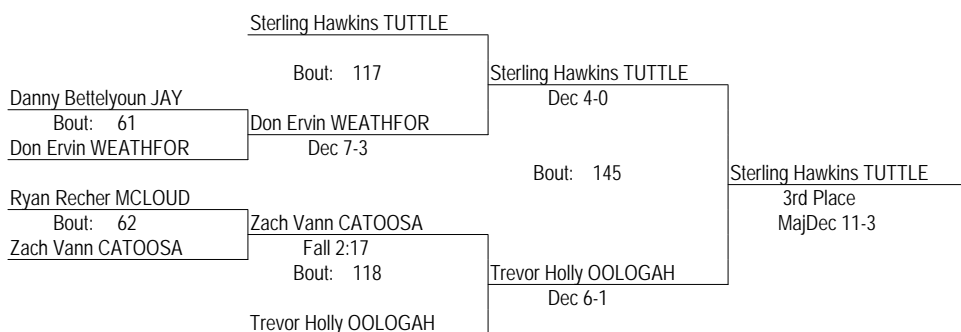 Sterling Hawkins TUTTLE
Bout: 117
Sterling Hawkins TUTTLE
Dec 4-0
Danny Bettelyoun JAY
Bout: 61
Don Ervin WEATHFOR
Don Ervin WEATHFOR
Dec 7-3
Bout: 145
Sterling Hawkins TUTTLE
3rd Place
MajDec 11-3
Ryan Recher MCLOUD
Bout: 62
Zach Vann CATOOSA
Zach Vann CATOOSA
Fall 2:17
Bout: 118
Trevor Holly OOLOGAH
Dec 6-1
Trevor Holly OOLOGAH